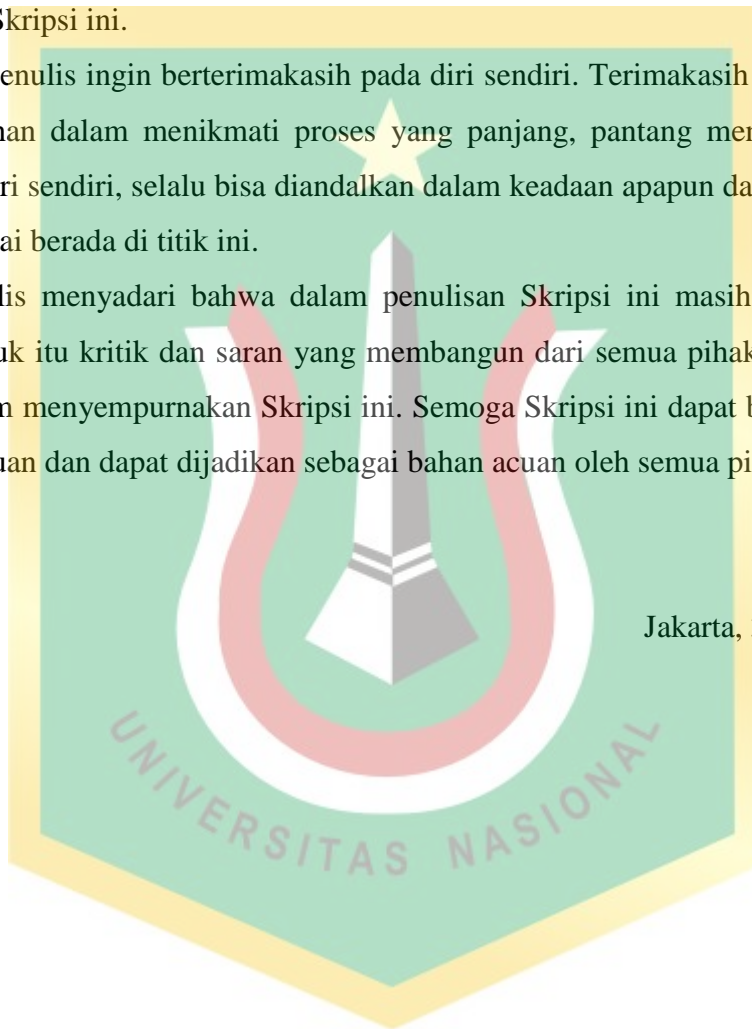 Skripsi ini.
enulis ingin berterimakasih pada diri sendiri. Terimakasih
nan dalam menikmati proses yang panjang, pantang mer
ri sendiri, selalu bisa diandalkan dalam keadaan apapun da
ai berada di titik ini.
lis menyadari bahwa dalam penulisan Skripsi ini masih
uk itu kritik dan saran yang membangun dari semua pihak
m menyempurnakan Skripsi ini. Semoga Skripsi ini dapat b
uan dan dapat dijadikan sebagai bahan acuan oleh semua pi
Jakarta,
UNIVERSITAS NASIONAL